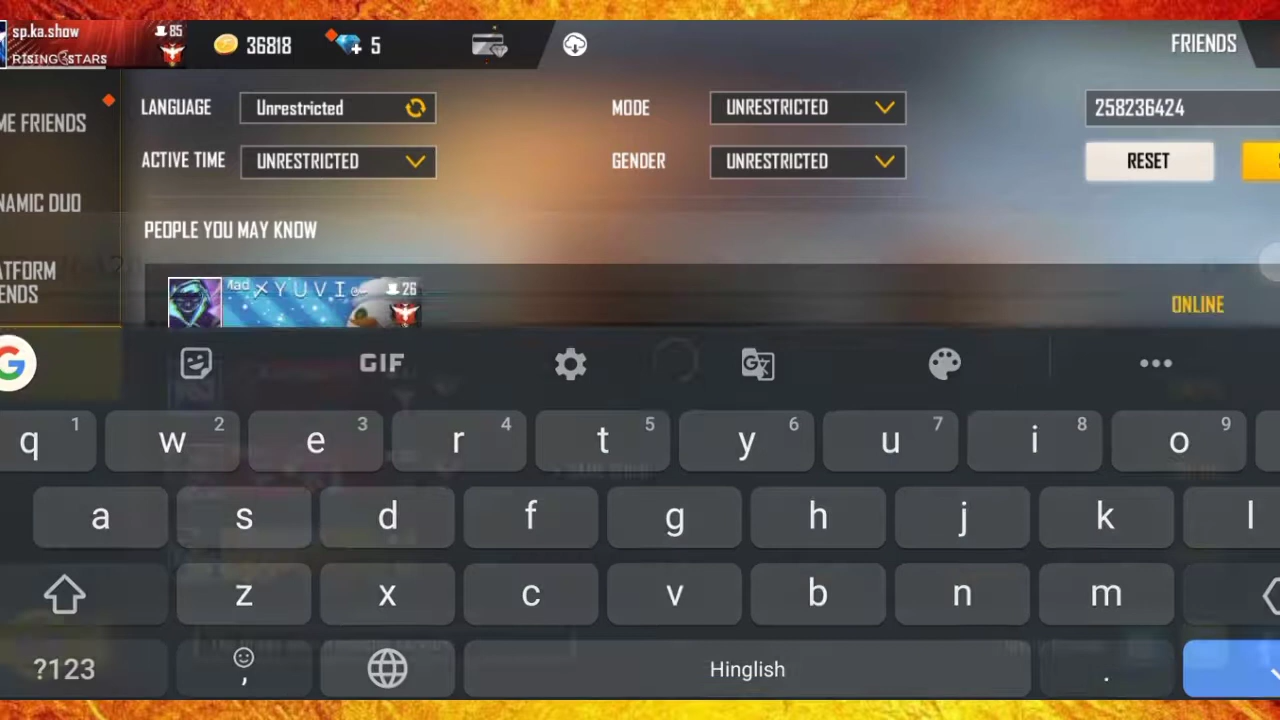 sp.ka.show
85
36818
5
FRIENDS
RISING STARS
LANGUAGE
Unrestricted
MODE
UNRESTRICTED
258236424
ME FRIENDS
ACTIVE TIME
UNRESTRICTED
GENDER
UNRESTRICTED
RESET
NAMIC DUO
PEOPLE YOU MAY KNOW
ATFORM
ENDS
Mad X Y U V I
26
ONLINE
G
GIF
q 1 w 2 e 3 r 4 t 5 y 6 u 7 i 8 o 9
a s d f g h j k l
z x c v b n m
?123 , Hinglish .